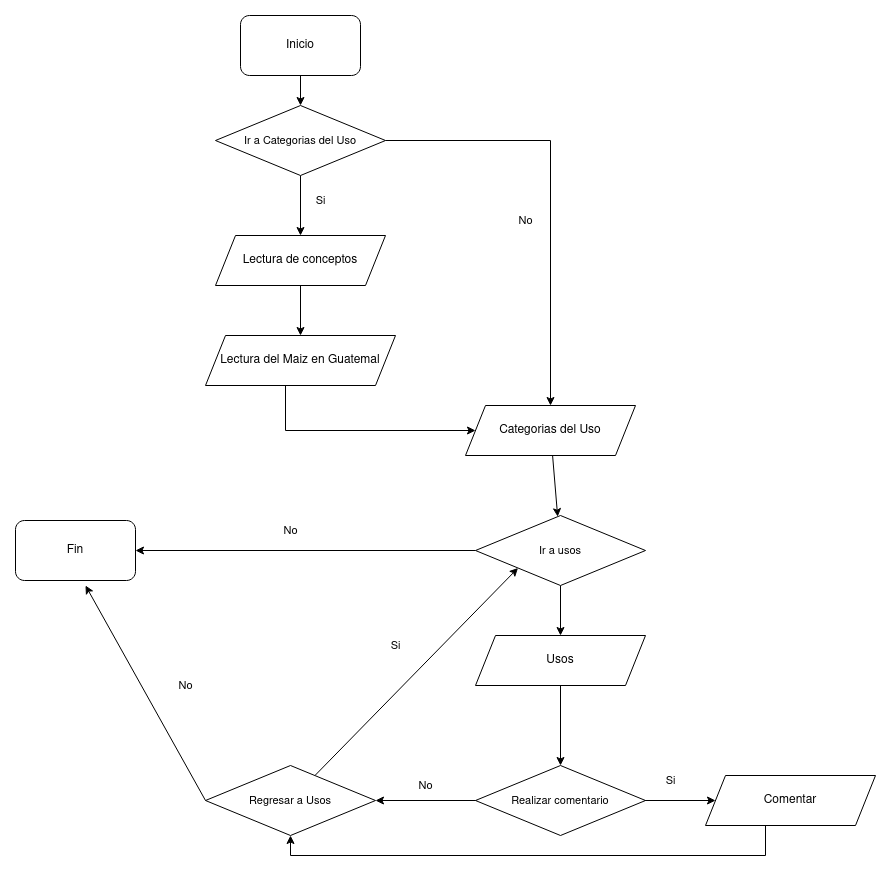 Inicio
Ir a Categorias del Uso
Si
No
Lectura de conceptos
Lectura del Maiz en Guatemal
Categorias del Uso
No
Fin
Ir a usos
Si
Usos
No
Si
No
Regresar a Usos
Realizar comentario
Comentar